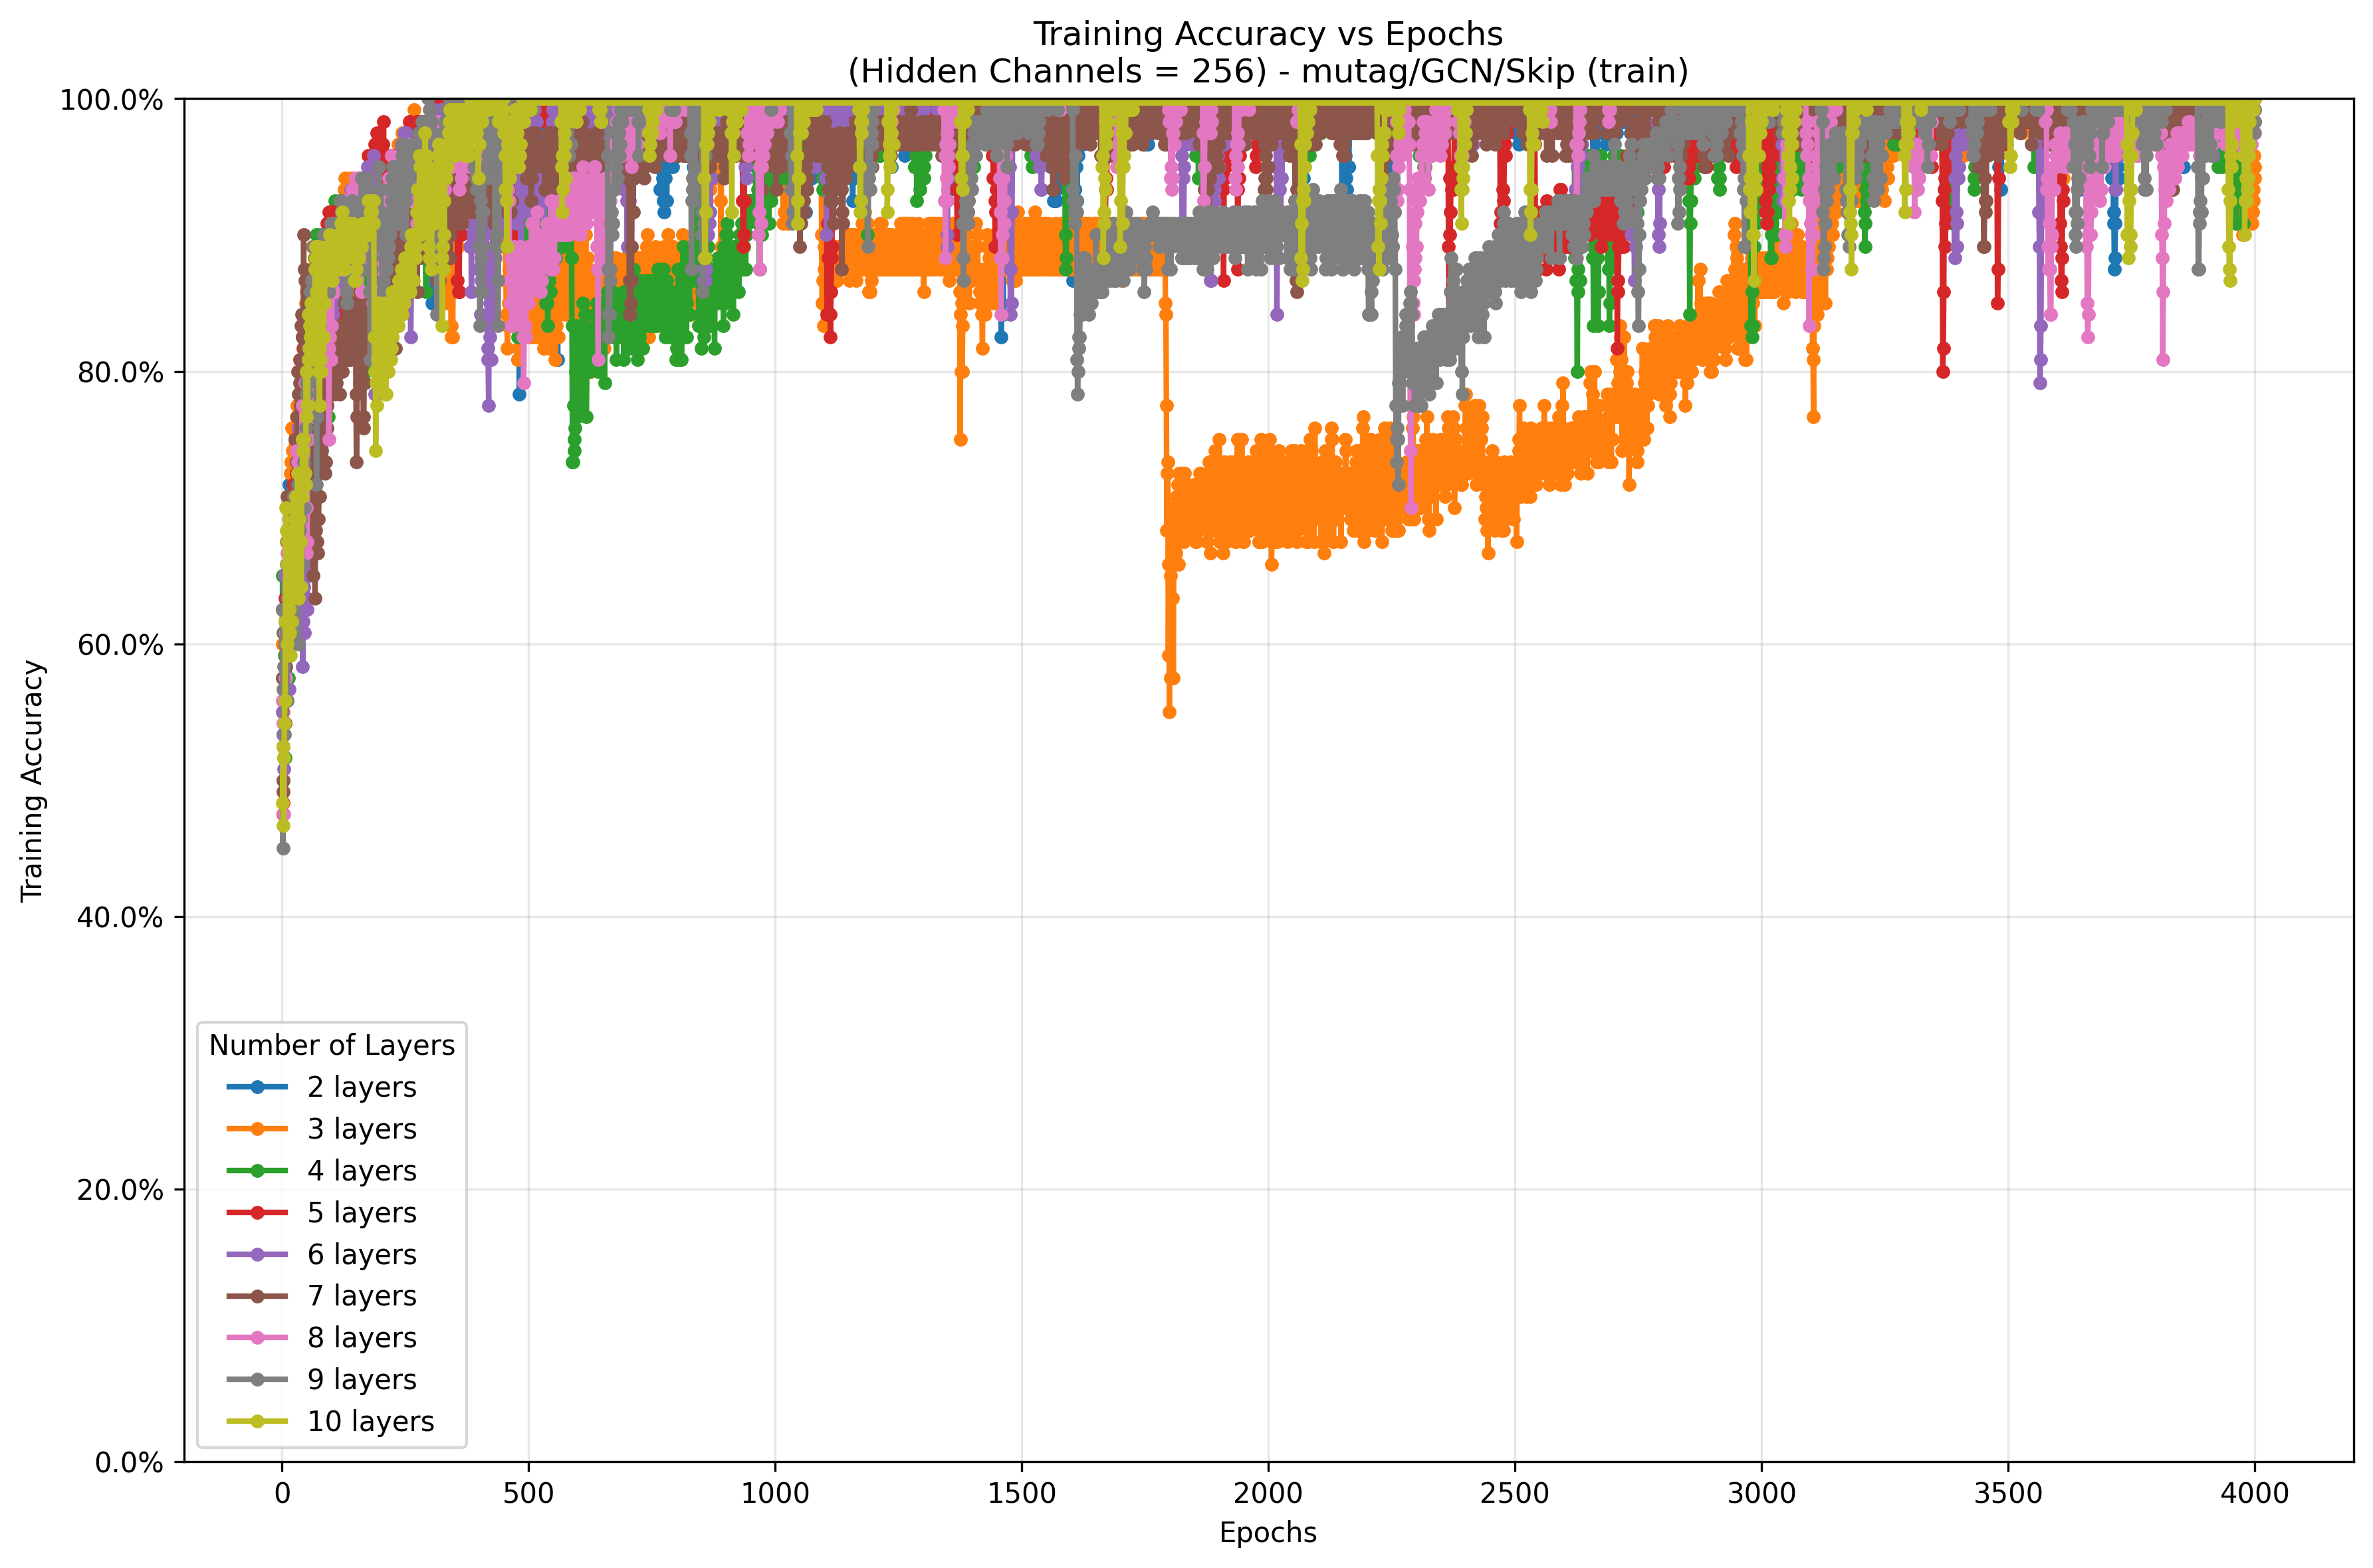 Training Accuracy vs Epochs
(Hidden Channels = 256) - mutag/GCN/Skip (train)
100.0%
80.0%
60.0%
40.0%
20.0%
0.0%
Training Accuracy
Number of Layers
2 layers
3 layers
4 layers
5 layers
6 layers
7 layers
8 layers
9 layers
10 layers
0 500 1000 1500 2000 2500 3000 3500 4000
Epochs